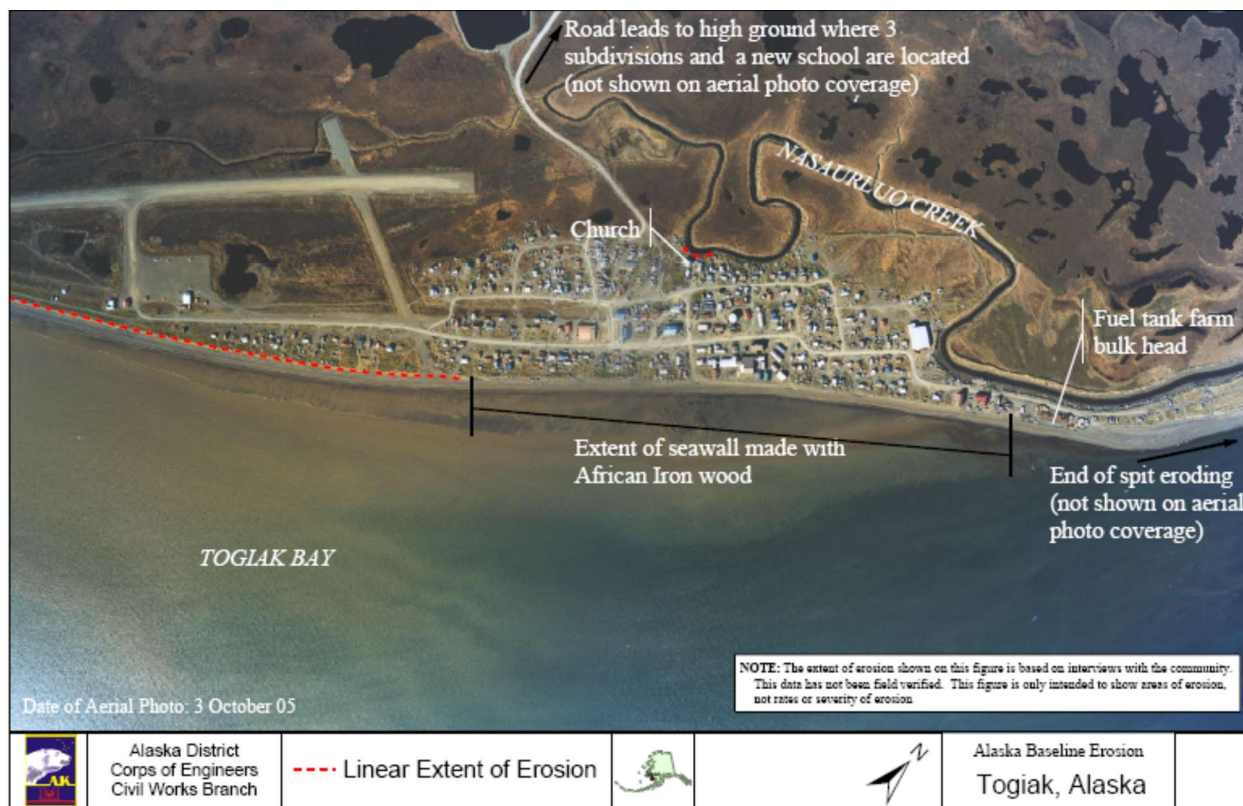 Road leads to high ground where 3
subdivisions and a new school are located
(not shown on aerial photo coverage)
NASAURLUO CREEK
Church
Fuel tank farm
bulk head
Extent of seawall made with
African Iron wood
End of spit eroding
(not shown on aerial
photo coverage)
TOGIAK BAY
NOTE: The extent of erosion shown on this figure is based on interviews with the community.
This data has not been field verified. This figure is only intended to show areas of erosion,
not rates or severity of erosion
Date of Aerial Photo: 3 October 05
AK
Alaska District
Corps of Engineers
Civil Works Branch
Linear Extent of Erosion
N
Alaska Baseline Erosion
Togiak, Alaska